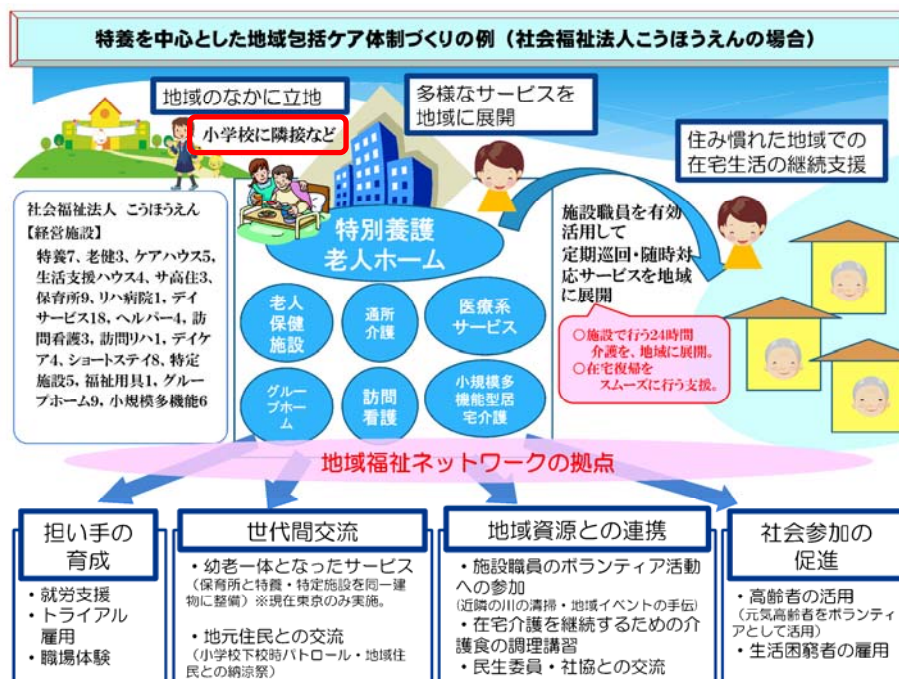 特養を中心とした地域包括ケア体制づくりの例（社会福祉法人こうほうえんの場合）
地域のなかに立地
小学校に隣接など
多様なサービスを
地域に展開
住み慣れた地域での
在宅生活の継続支援
社会福祉法人 こうほうえん
【経営施設】
特養7、老健3、ケアハウス5、
生活支援ハウス4、サ高住3、
保育所9、リハ病院1、デイ
サービス18、ヘルパー4、訪
問看護3、訪問リハ1、デイケ
ア4、ショートステイ8、特定
施設5、福祉用具1、グルー
プホーム9、小規模多機能6
特別養護
老人ホーム
老人
保健
施設
通所
介護
医療系
サービス
グルー
プホー
ム
訪問
看護
小規模多
機能型居
宅介護
施設職員を有効
活用して
定期巡回・随時対
応サービスを地域
に展開
○施設で行う24時間
介護を、地域に展開。
○在宅復帰を
スムーズに行う支援。
地域福祉ネットワークの拠点
担い手の
育成
・就労支援
・トライアル
雇用
・職場体験
世代間交流
・幼老一体となったサービス
（保育所と特養・特定施設を同一建
物に整備）※現在東京のみ実施。
・地元住民との交流
（小学校下校時パトロール・地域住
民との納涼祭）
地域資源との連携
・施設職員のボランティア活動
への参加
(近隣の川の清掃・地域イベントの手伝)
・在宅介護を継続するための介
護食の調理講習
・民生委員・社協との交流
社会参加の
促進
・高齢者の活用
（元気高齢者をボランティ
アとして活用）
・生活困窮者の雇用